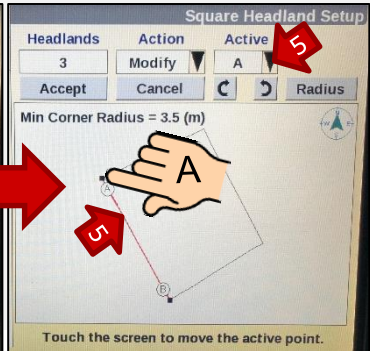 Square Headland Setup
Headlands Action Active
3 Modify A
5
Accept Cancel Radius
Min Corner Radius = 3.5 (m)
A
A
5
B
Touch the screen to move the active point.